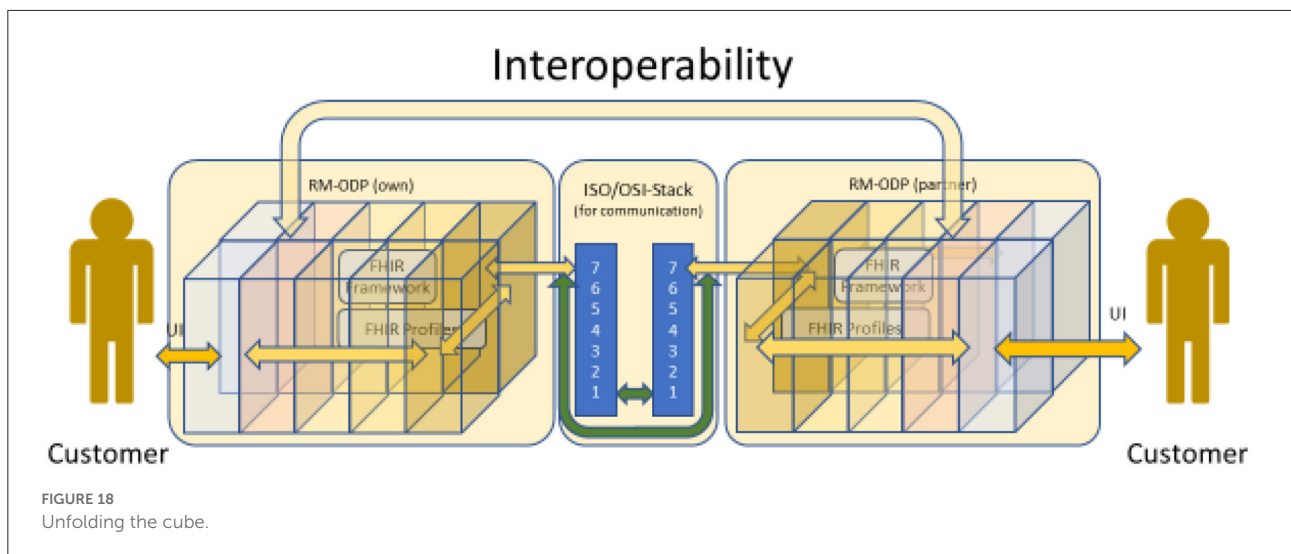 Interoperability
RM-ODP (own)
ISO/OSI-Stack
(for communication)
RM-ODP (partner)
FHIR
Framework
FHIR Profiles
UI
7
6
5
4
3
2
1
7
6
5
4
3
2
1
FHIR
Framework
FHIR Profiles
UI
Customer
Customer
FIGURE 18
Unfolding the cube.